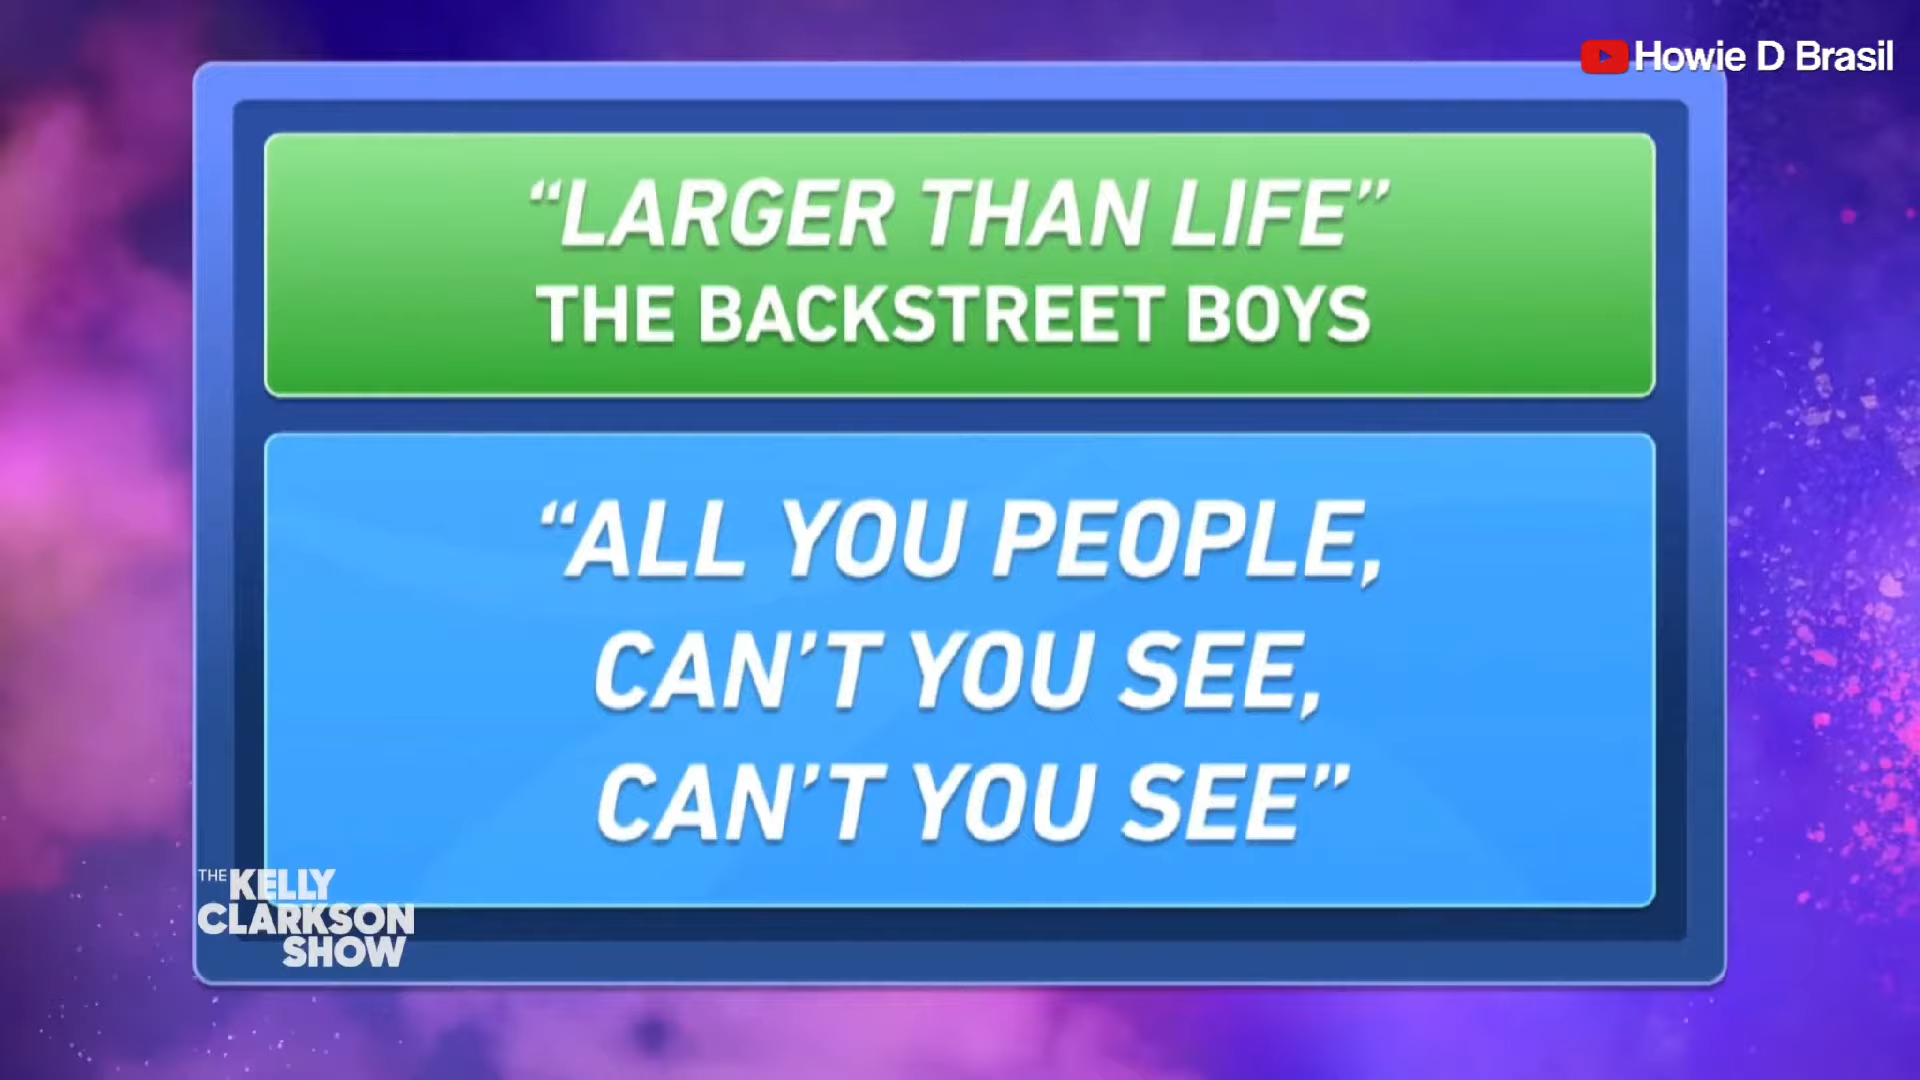 Howie D Brasil
“LARGER THAN LIFE”
THE BACKSTREET BOYS
“ALL YOU PEOPLE,
CAN’T YOU SEE,
CAN’T YOU SEE”
THE KELLY
CLARKSON
SHOW